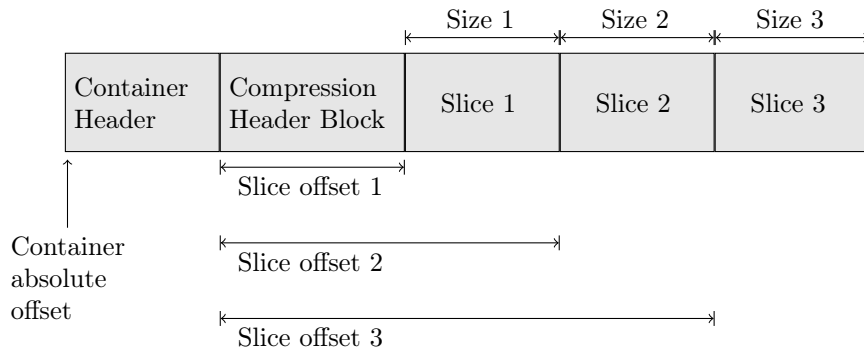 Size 1
Size 2
Size 3
Container
Header
Compression
Header Block
Slice 1
Slice 2
Slice 3
Slice offset 1
Container
absolute
offset
Slice offset 2
Slice offset 3